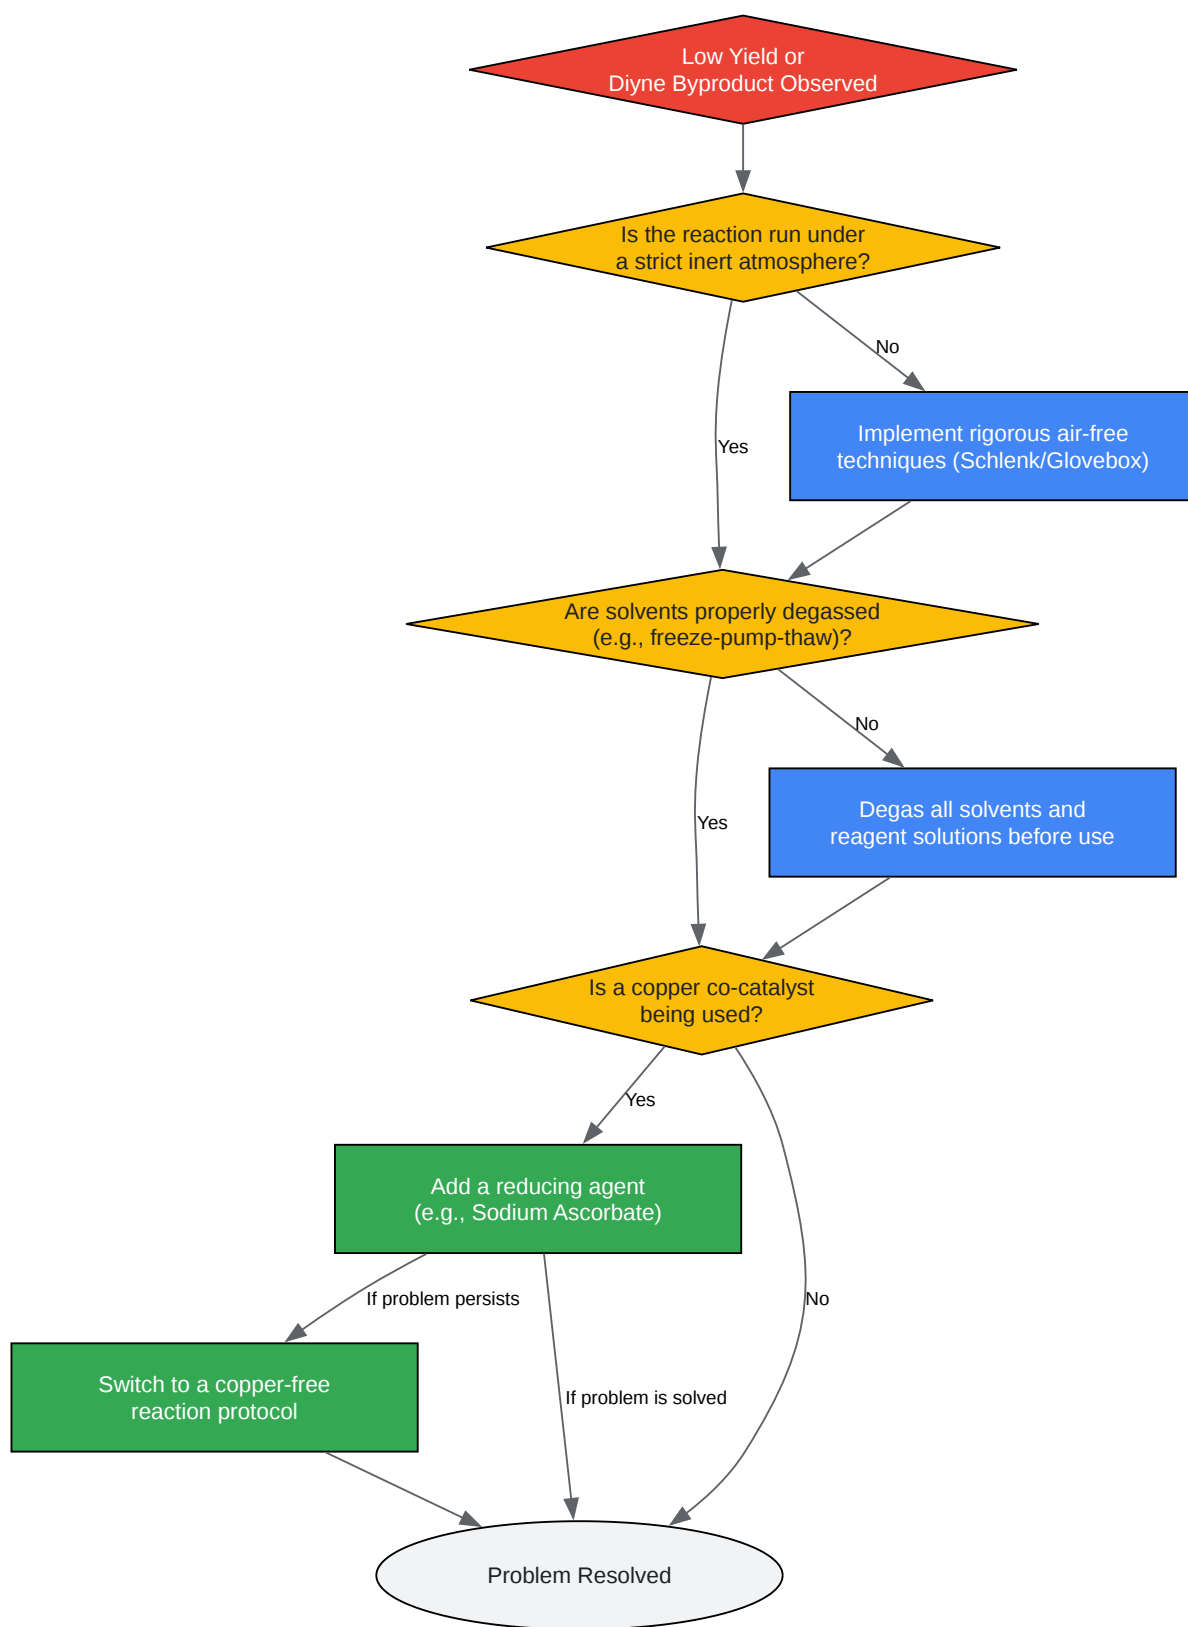 Low Yield or
Diyne Byproduct Observed
Is the reaction run under
a strict inert atmosphere?
No
Implement rigorous air-free
techniques (Schlenk/Glovebox)
Yes
Are solvents properly degassed
(e.g., freeze-pump-thaw)?
No
Degas all solvents and
reagent solutions before use
Yes
Is a copper co-catalyst
being used?
Yes
Add a reducing agent
(e.g., Sodium Ascorbate)
If problem persists
No
Switch to a copper-free
reaction protocol
If problem is solved
Problem Resolved